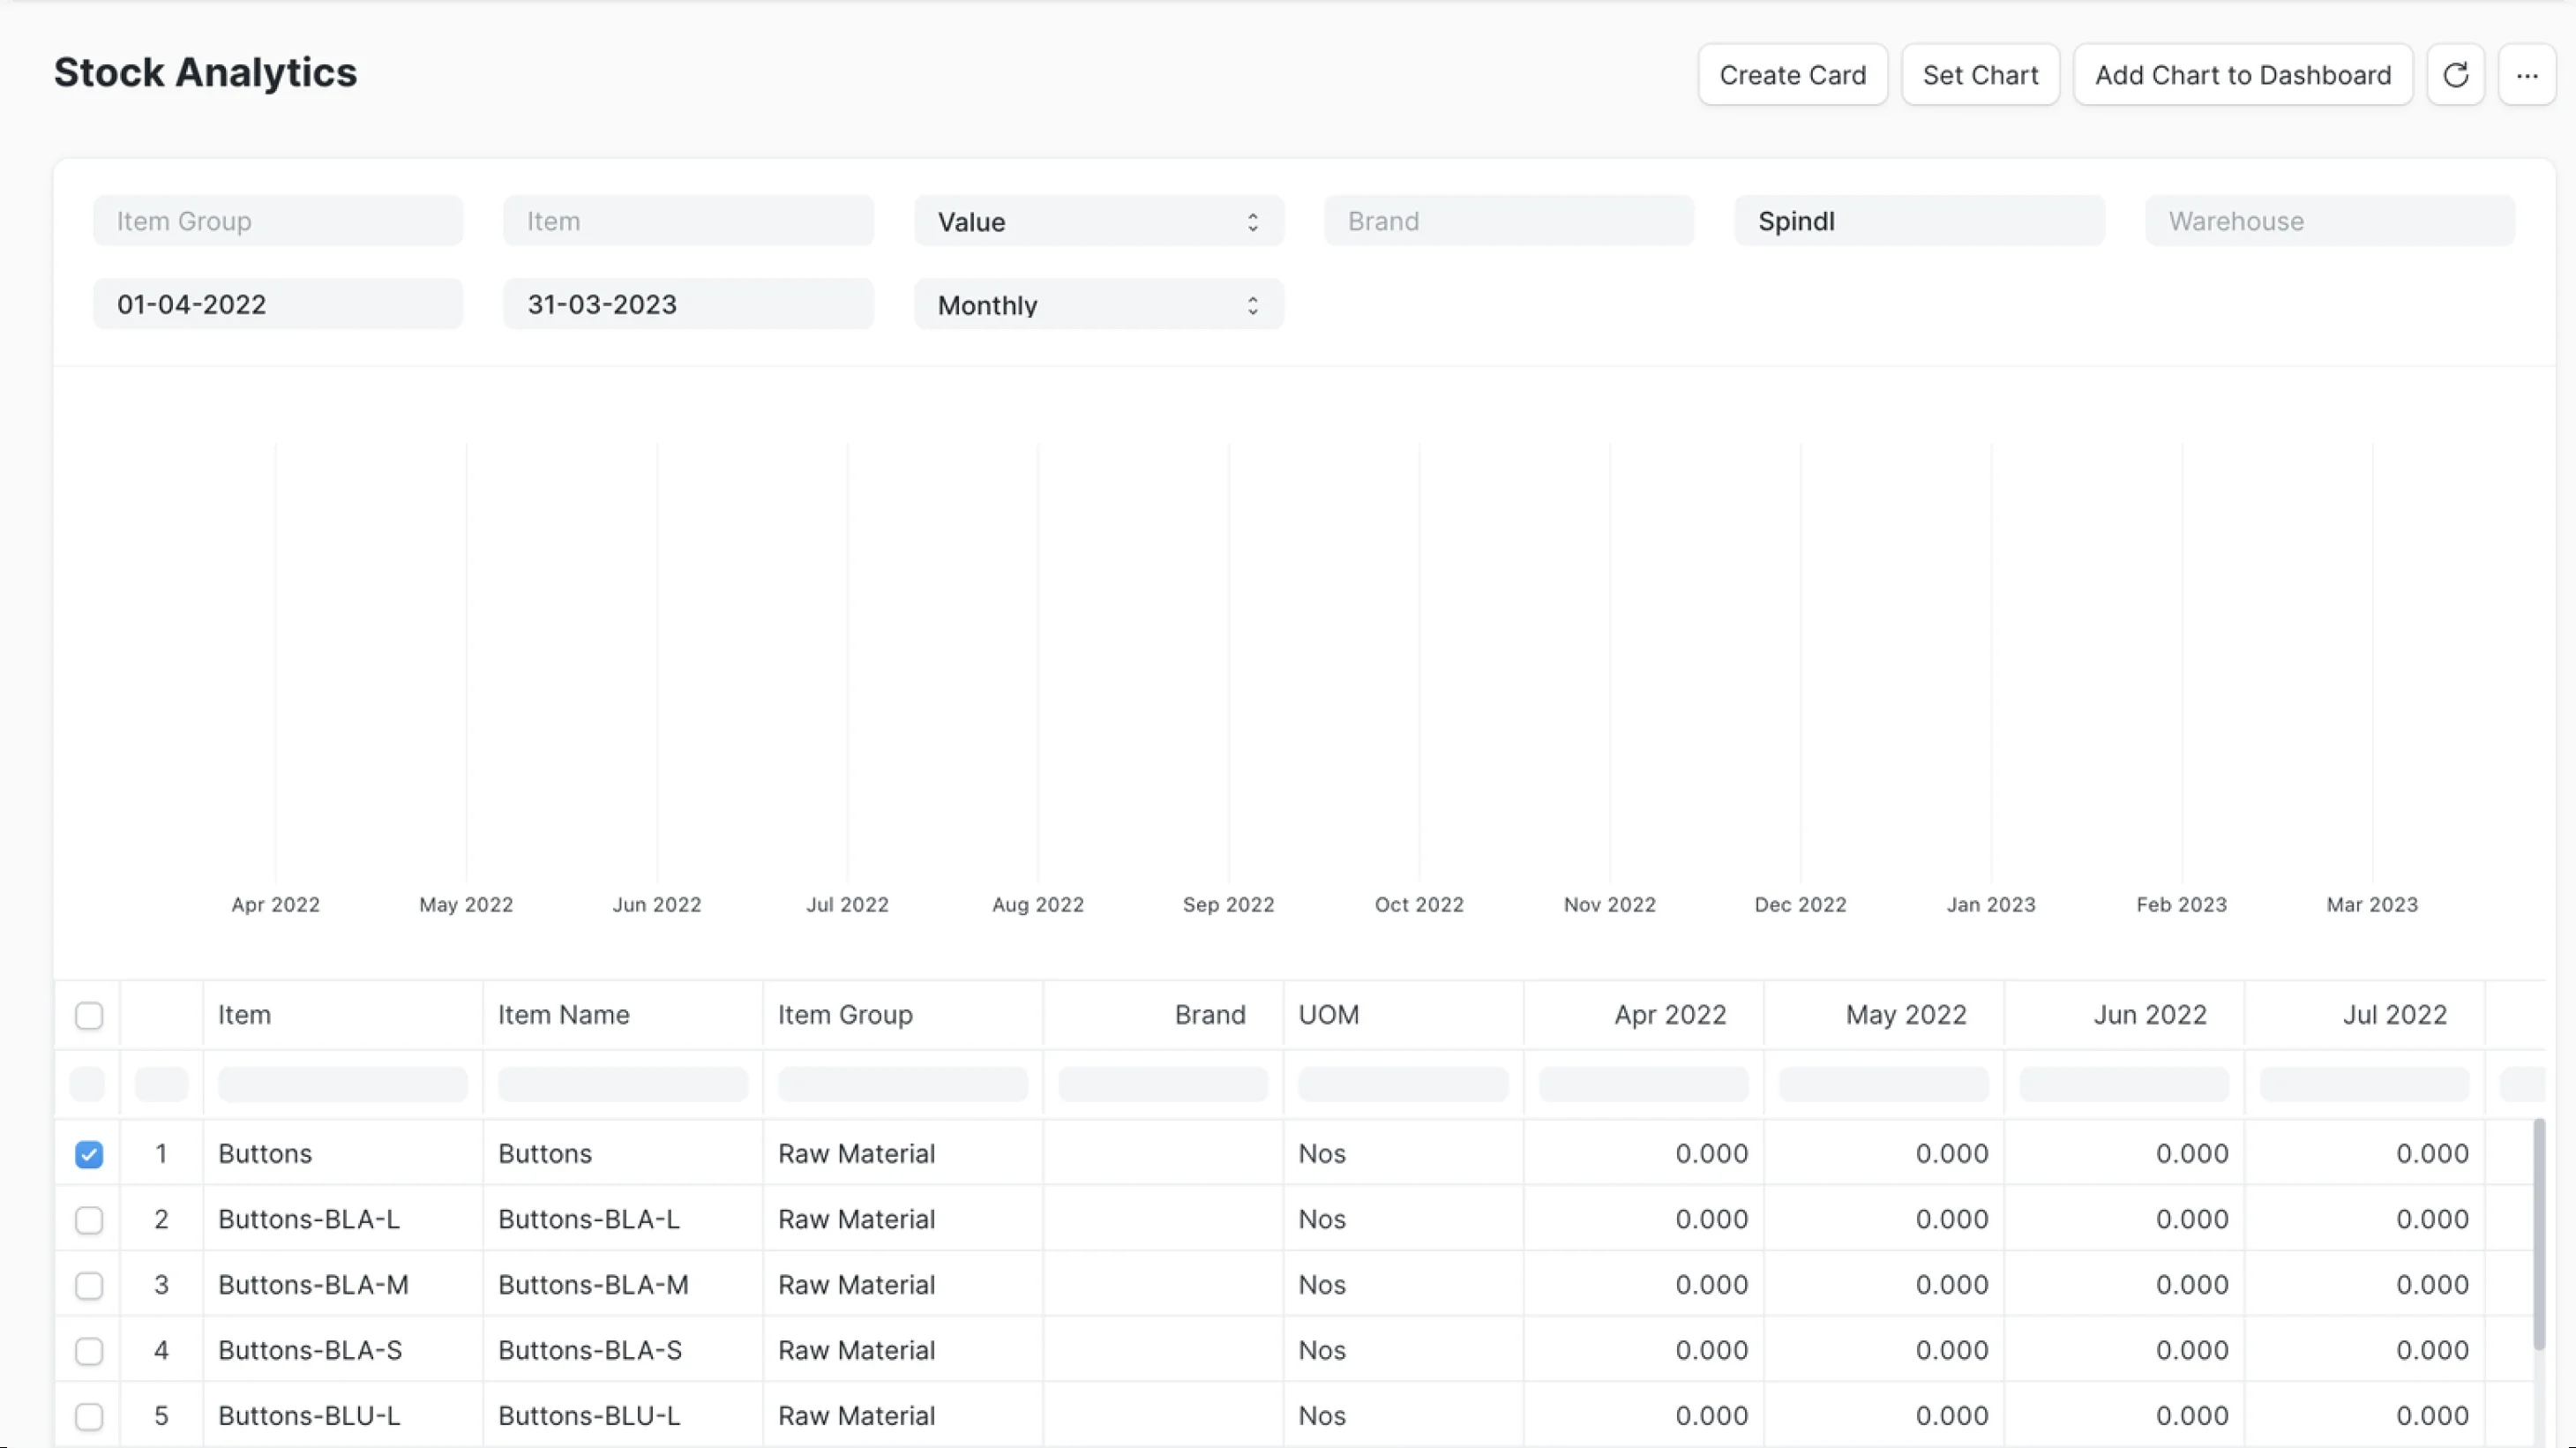 Stock Analytics
Create Card Set Chart Add Chart to Dashboard ...
Item Group Item Value Brand Spindl Warehouse
01-04-2022 31-03-2023 Monthly
Apr 2022 May 2022 Jun 2022 Jul 2022 Aug 2022 Sep 2022 Oct 2022 Nov 2022 Dec 2022 Jan 2023 Feb 2023 Mar 2023
Item Item Name Item Group Brand UOM Apr 2022 May 2022 Jun 2022 Jul 2022
1 Buttons Buttons Raw Material Nos 0.000 0.000 0.000 0.000
2 Buttons-BLA-L Buttons-BLA-L Raw Material Nos 0.000 0.000 0.000 0.000
3 Buttons-BLA-M Buttons-BLA-M Raw Material Nos 0.000 0.000 0.000 0.000
4 Buttons-BLA-S Buttons-BLA-S Raw Material Nos 0.000 0.000 0.000 0.000
5 Buttons-BLU-L Buttons-BLU-L Raw Material Nos 0.000 0.000 0.000 0.000